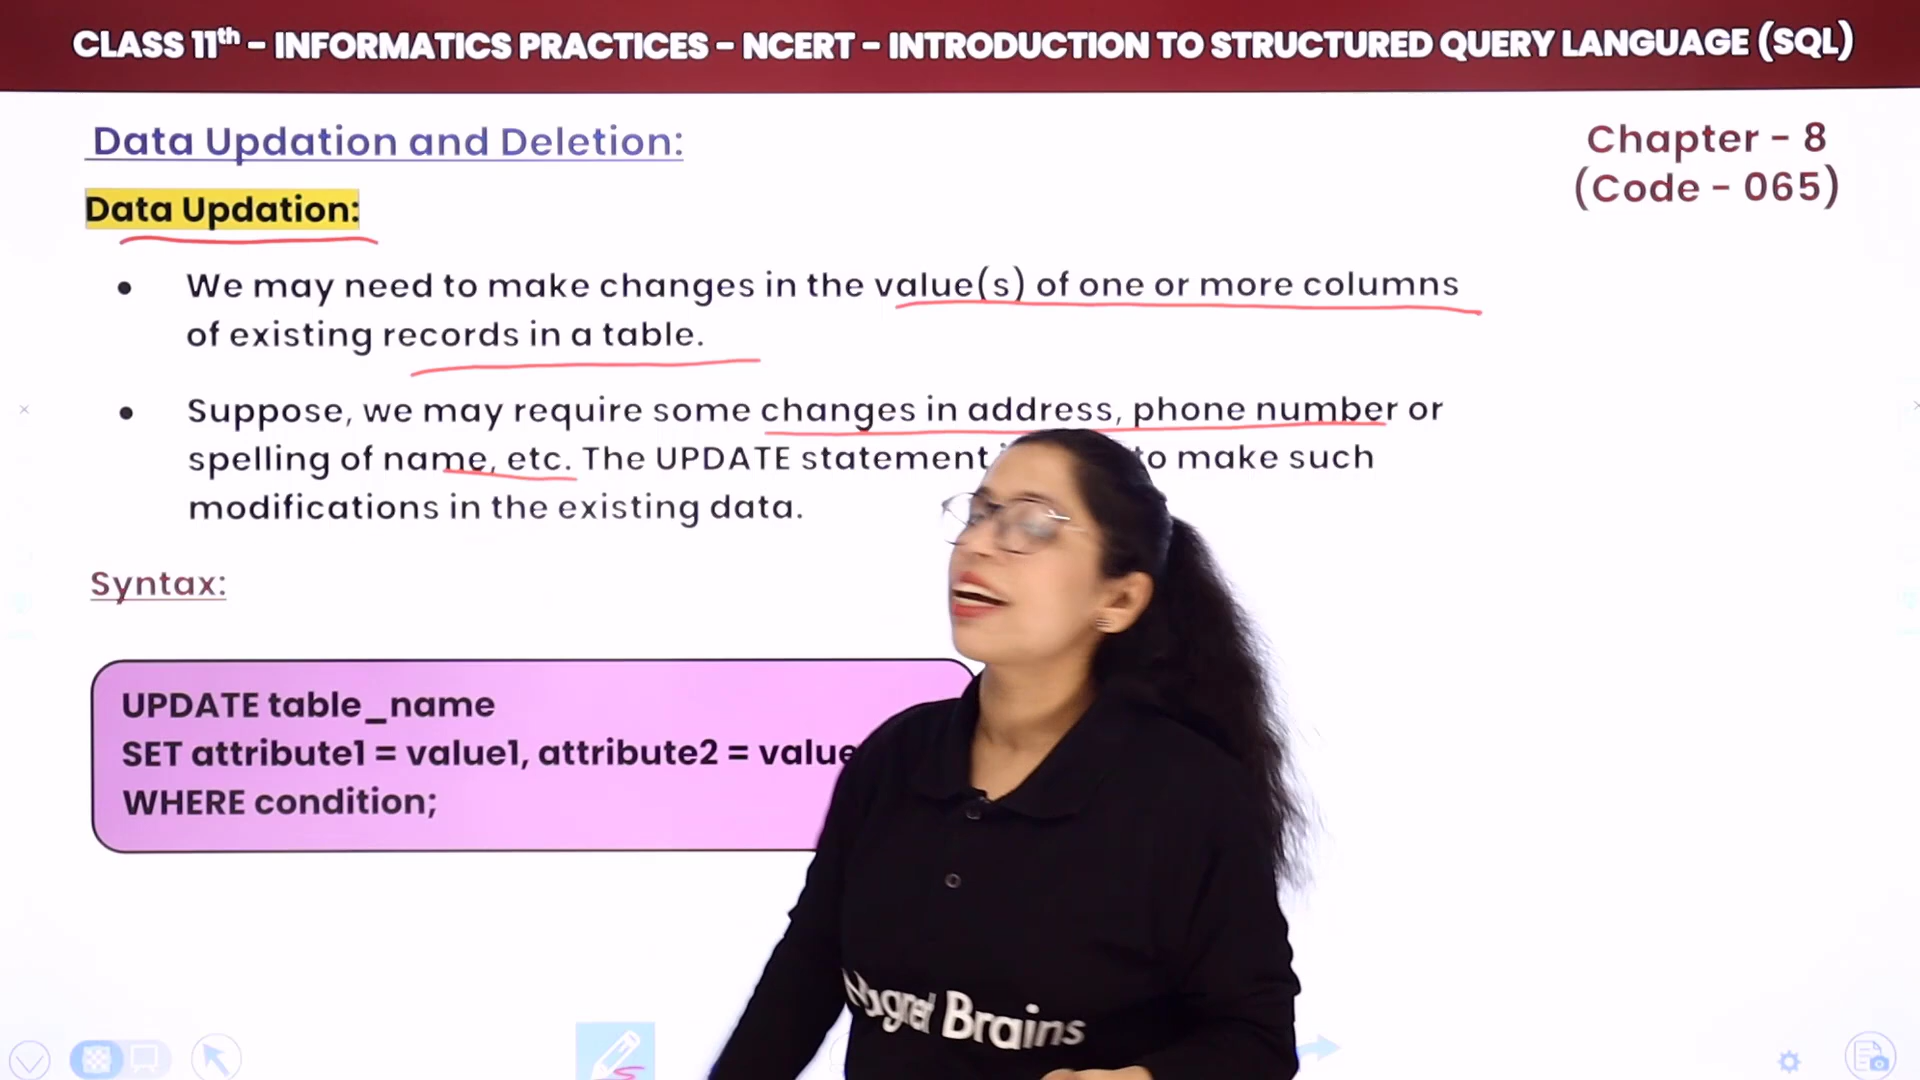 CLASS 11th - INFORMATICS PRACTICES - NCERT - INTRODUCTION TO STRUCTURED QUERY LANGUAGE (SQL)
Data Updation and Deletion:
Chapter - 8
(Code - 065)
Data Updation:
• We may need to make changes in the value(s) of one or more columns
of existing records in a table.
• Suppose, we may require some changes in address, phone number or
spelling of name, etc. The UPDATE statement to make such
modifications in the existing data.
Syntax:
UPDATE table_name
SET attribute1 = value1, attribute2 = value
WHERE condition;
Magnet Brains